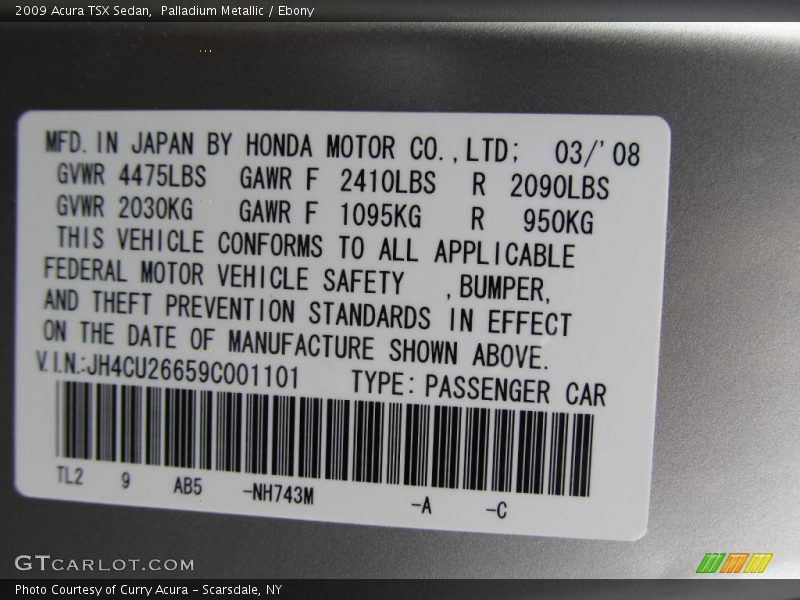 2009 Acura TSX Sedan,  Palladium Metallic / Ebony
MFD. IN JAPAN BY HONDA MOTOR CO.,LTD; 03/'08
GVWR 4475LBS GAWR F 2410LBS R 2090LBS
GVWR 2030KG GAWR F 1095KG R 950KG
THIS VEHICLE CONFORMS TO ALL APPLICABLE
FEDERAL MOTOR VEHICLE SAFETY ,BUMPER,
AND THEFT PREVENTION STANDARDS IN EFFECT
ON THE DATE OF MANUFACTURE SHOWN ABOVE.
V.I.N.:JH4CU26659C001101 TYPE: PASSENGER CAR
TL2 9 AB5 -NH743M -A -C
GTCARLOT.COM
Photo Courtesy of Curry Acura – Scarsdale, NY